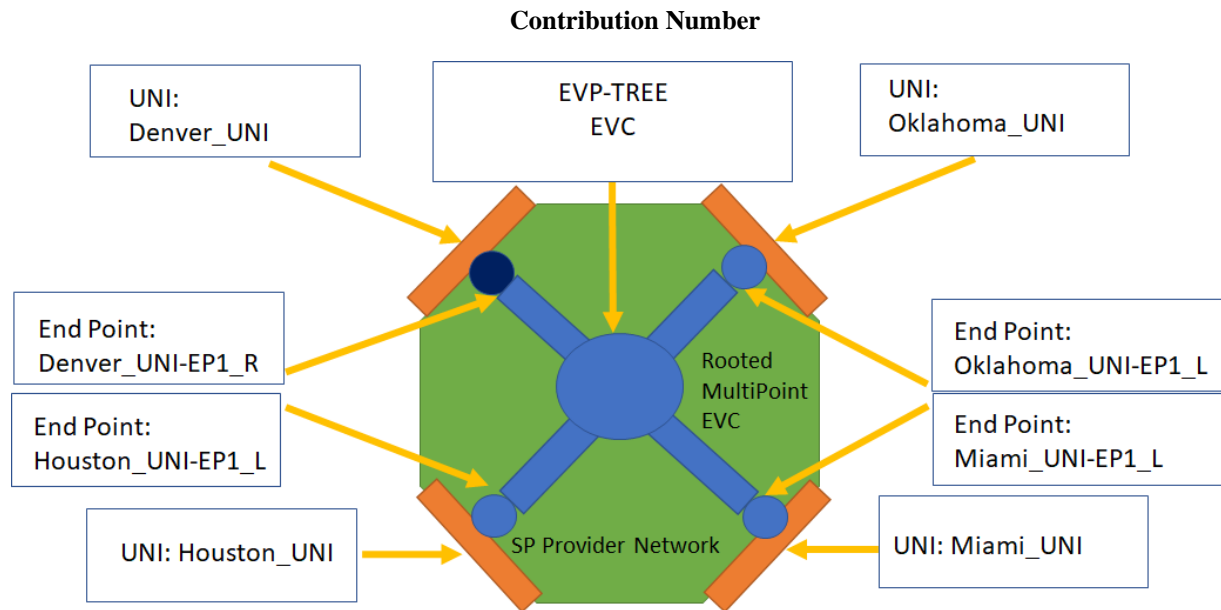 Contribution Number
UNI:
Denver_UNI
EVP-TREE
EVC
UNI:
Oklahoma_UNI
End Point:
Denver_UNI-EP1_R
End Point:
Houston_UNI-EP1_L
Rooted
MultiPoint
EVC
End Point:
Oklahoma_UNI-EP1_L
End Point:
Miami_UNI-EP1_L
UNI: Houston_UNI
SP Provider Network
UNI: Miami_UNI